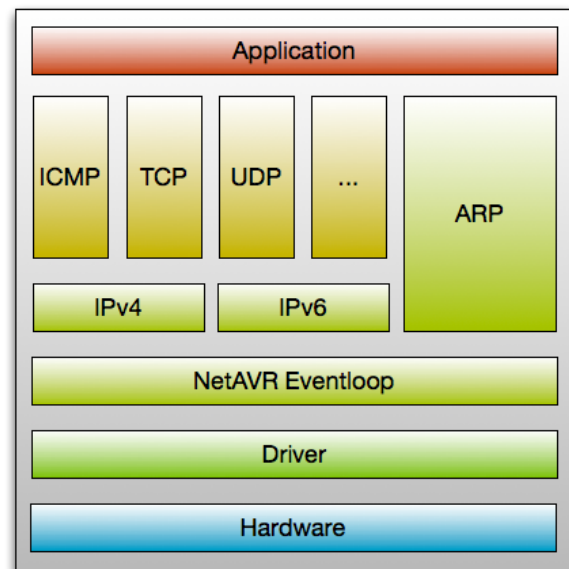 Application
ICMP
TCP
UDP
...
ARP
IPv4
IPv6
NetAVR Eventloop
Driver
Hardware